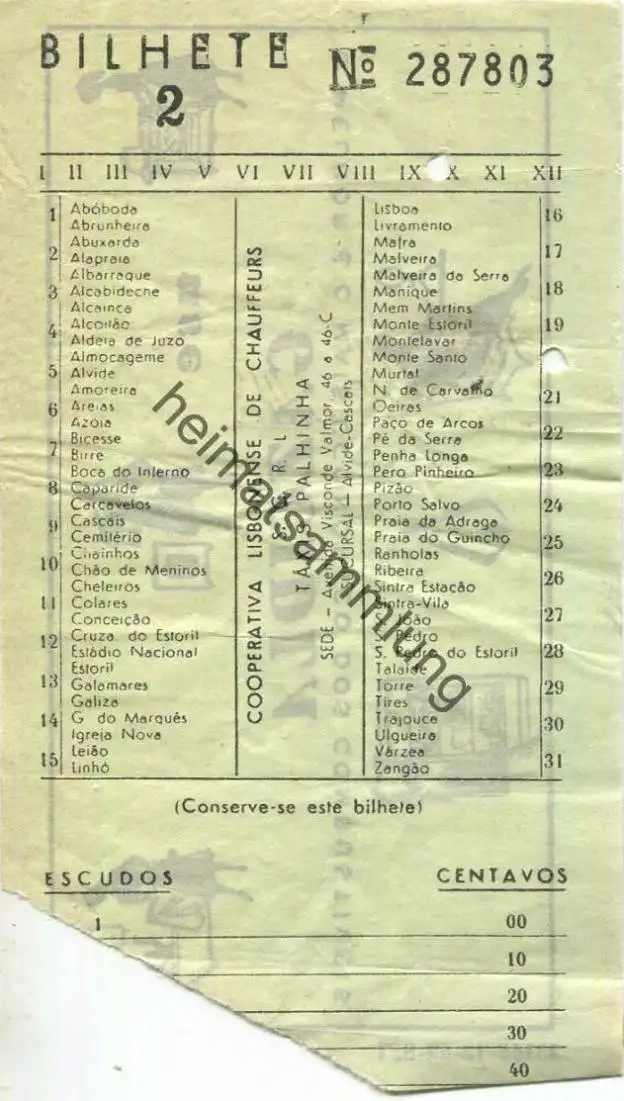 BILHETE Nº 287803
2
I II III IV V VI VII VIII IX X XI XII
1 Abóboda
Abrunheira
Abuxarda
2 Alapraia
Albarraque
3 Alcabideche
Alcainça
4 Alcoitão
Aldeia de Juzo
Almocageme
5 Alvide
Amoreira
6 Areias
Azoia
7 Bicesse
Birre
Boca do Inferno
8 Caparide
Carcavelos
9 Cascais
Cemitério
Chainhos
10 Chão de Meninos
Cheleiros
11 Colares
Conceição
12 Cruza. do Estoril
Estádio Nacional
Estoril
13 Galamares
Galiza
14 G do Marquês
Igreja Nova
Leião
15 Linhó
COOPERATIVA LISBONENSE DE CHAUFFEURS
S. A. R. L
TÁXIS PALHINHA
SEDE — Avenida Visconde Valmor, 46 a 46-C
SUCURSAL — Alvide-Cascais
Lisboa 16
Livramento
Mafra
Malveira 17
Malveira da Serra
Manique 18
Mem Martins
Monte Estoril 19
Montelavar
Monte Santo
Murtal
N. de Carvalho 21
Oeiras
Paço de Arcos 22
Pé da Serra
Penha Longa
Pero Pinheiro 23
Pizão
Porto Salvo 24
Praia da Adraga
Praia do Guincho 25
Ranholas
Ribeira 26
Sintra Estação
Sintra-Vila
27
Pedro
S. Pedro do Estoril 28
Talaide
Torre 29
Tires
Trajouce 30
Ulgueira
Várzea 31
Zangão
(Conserve-se este bilhete)
ESCUDOS CENTAVOS
1 00
10
20
30
40
heimatsammlung